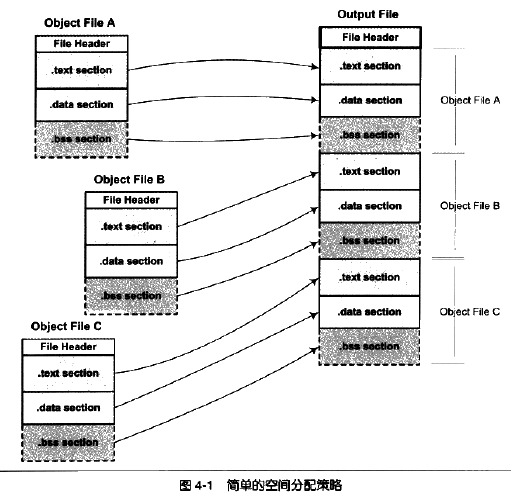 Object File A
File Header
.text section
.data section
.bss section
Object File B
File Header
.text section
.data section
.bss section
Object File C
File Header
.text section
.data section
.bss section
Output File
File Header
.text section
.data section
.bss section
Object File A
.text section
.data section
.bss section
Object File B
.text section
.data section
.bss section
Object File C
图 4-1 简单的空间分配策略